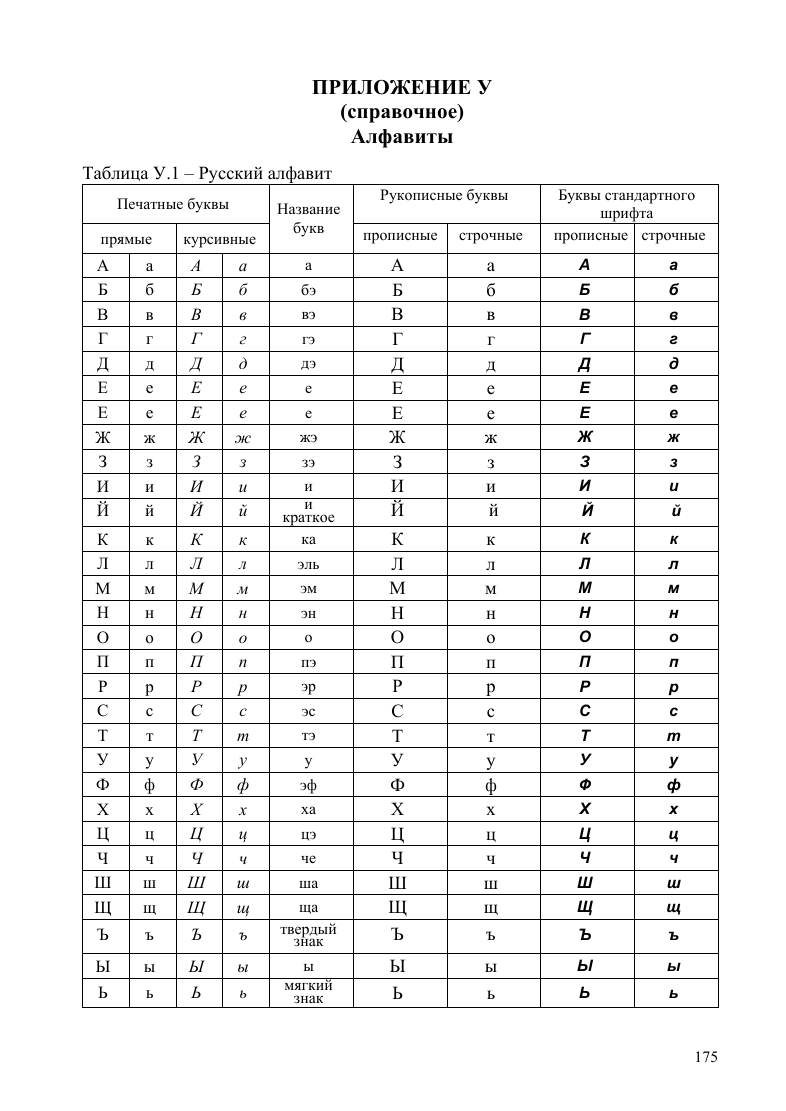 ПРИЛОЖЕНИЕ У
(справочное)
Алфавиты
Таблица У.1 – Русский алфавит
Печатные буквы Название букв Рукописные буквы Буквы стандартного шрифта
прямые курсивные прописные строчные прописные строчные
А а А а а А а А а
Б б Б б бэ Б б Б б
В в В в вэ В в В в
Г г Г г гэ Г г Г г
Д д Д д дэ Д д Д д
Е е Е е е Е е Е е
Е е Е е е Е е Е е
Ж ж Ж ж жэ Ж ж Ж ж
З з З з зэ З з З з
И и И и и И и И и
Й й Й й и краткое Й й Й й
К к К к ка К к К к
Л л Л л эль Л л Л л
М м М м эм М м М м
Н н Н н эн Н н Н н
О о О о о О о О о
П п П п пэ П п П п
Р р Р р эр Р р Р р
С с С с эс С с С с
Т т Т т тэ Т т Т т
У у У у у У у У у
Ф ф Ф ф эф Ф ф Ф ф
Х х Х х ха Х х Х х
Ц ц Ц ц цэ Ц ц Ц ц
Ч ч Ч ч че Ч ч Ч ч
Ш ш Ш ш ша Ш ш Ш ш
Щ щ Щ щ ща Щ щ Щ щ
Ъ ъ Ъ ъ твердый знак Ъ ъ Ъ ъ
Ы ы Ы ы ы Ы ы Ы ы
Ь ь Ь ь мягкий знак Ь ь Ь ь
175